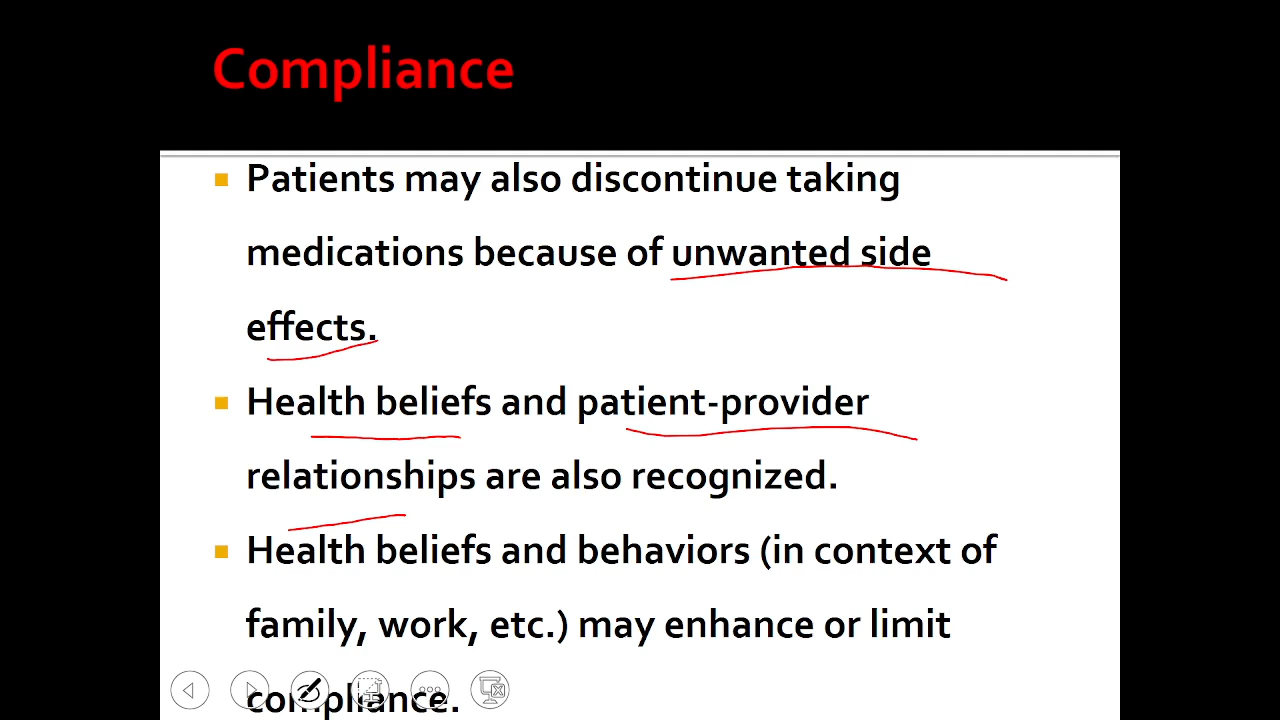 Compliance
Patients may also discontinue taking
medications because of unwanted side
effects.
Health beliefs and patient-provider
relationships are also recognized.
Health beliefs and behaviors (in context of
family, work, etc.) may enhance or limit
compliance.